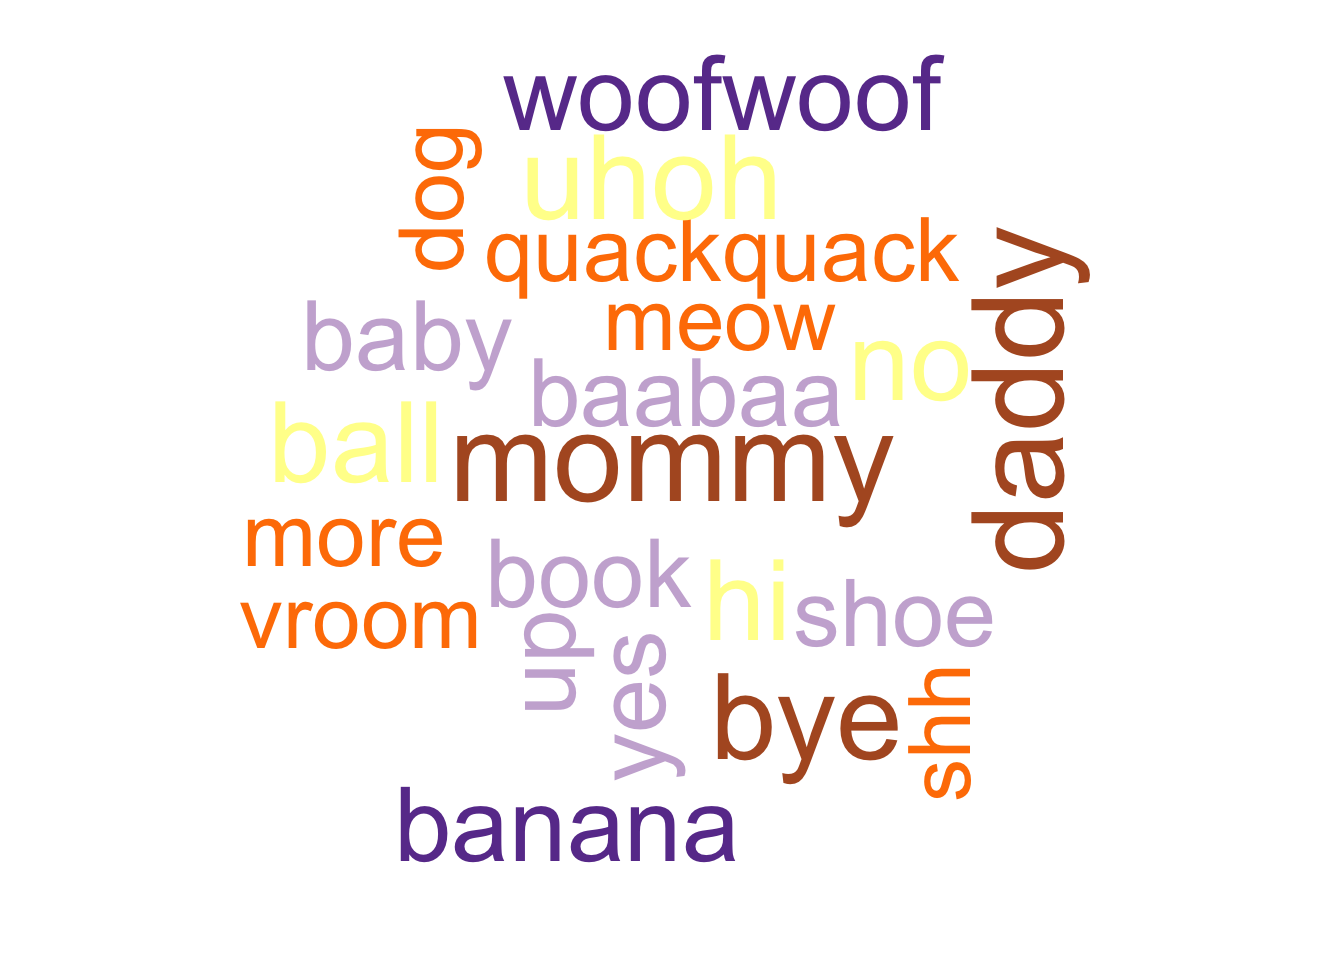 woofwoof
dog
uhoh
quackquack
daddy
baby
meow
no
baabaa
ball
mommy
more
book
hi
shoe
vroom
up
yes
bye
shh
banana